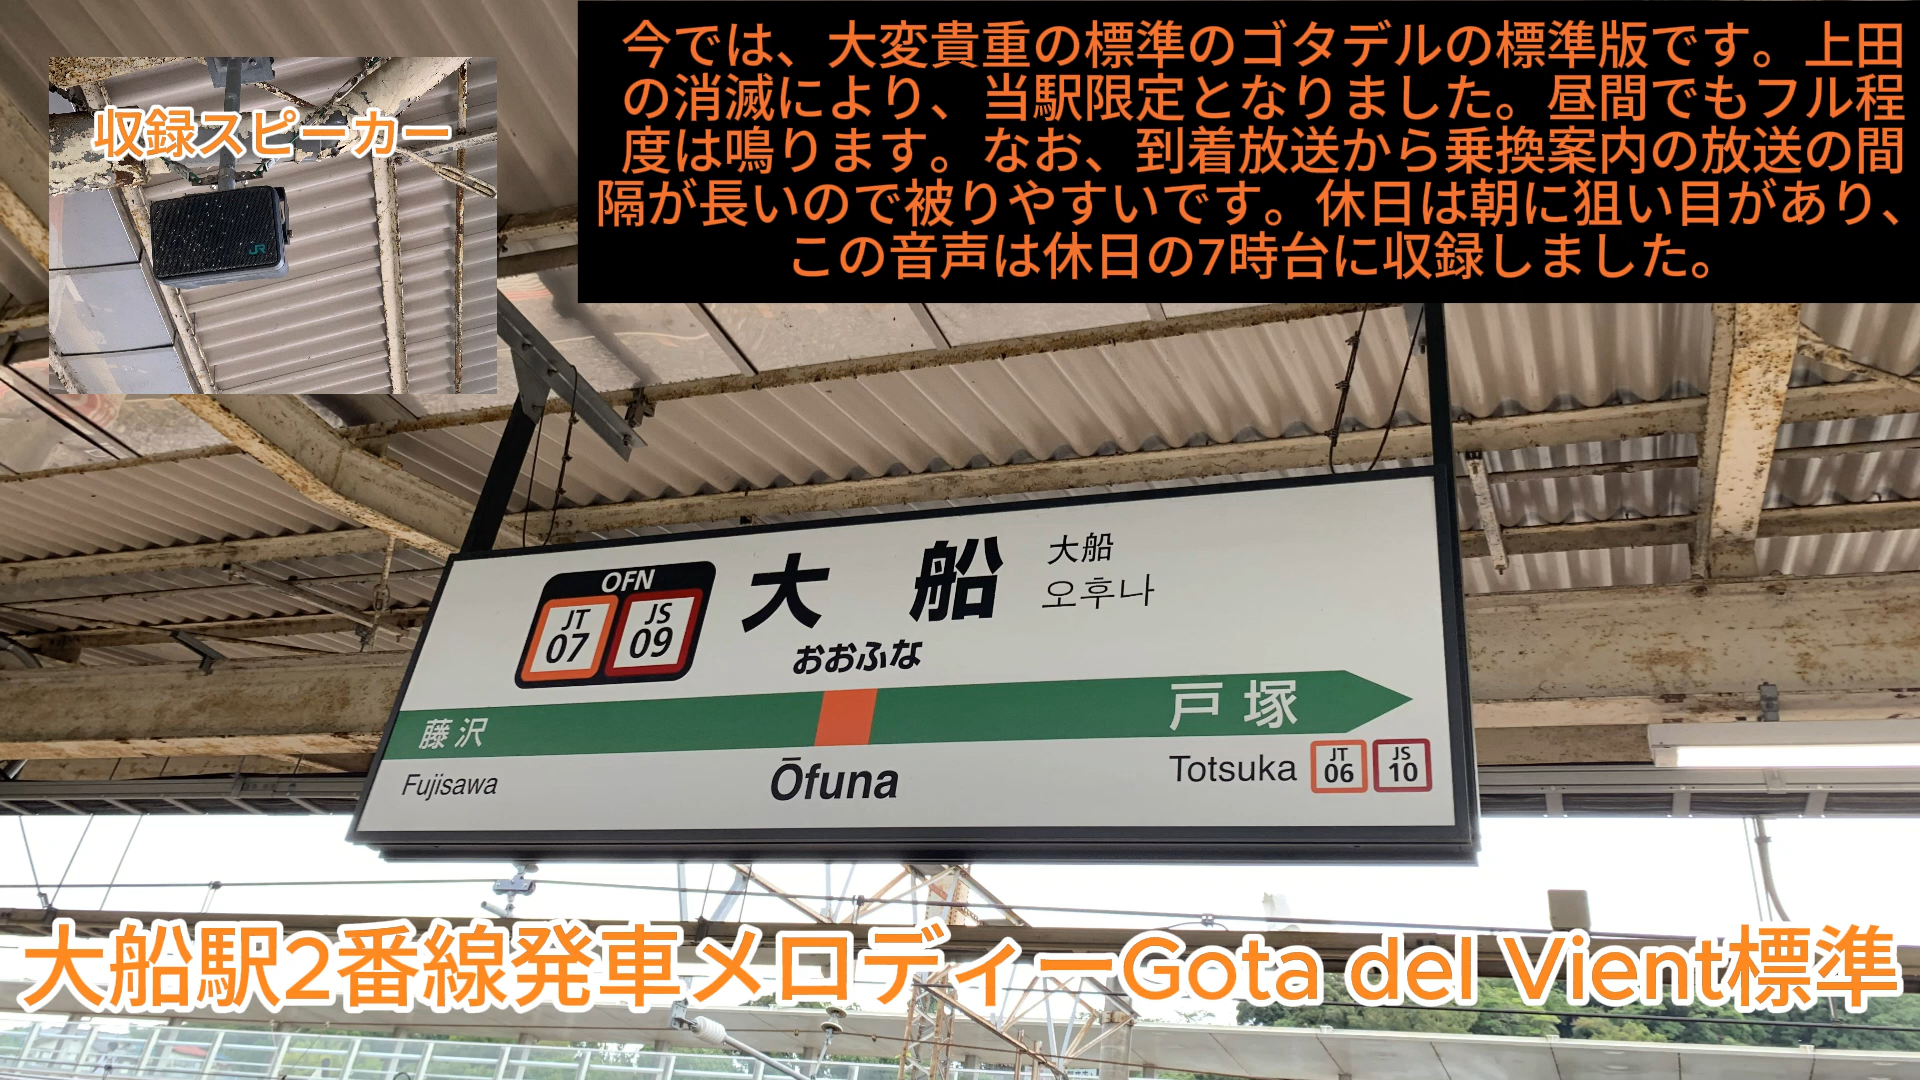 今では、大変貴重の標準のゴタデルの標準版です。上田
の消滅により、当駅限定となりました。昼間でもフル程
度は鳴ります。なお、到着放送から乗換案内の放送の間
隔が長いので被りやすいです。休日は朝に狙い目があり、
この音声は休日の7時台に収録しました。
収録スピーカー
JR
OFN
JT
07
JS
09
大船
おおふな
大船
오후나
藤沢
戸塚
Fujisawa
Ōfuna
Totsuka
JT
06
JS
10
大船駅2番線発車メロディーGota del Vient標準